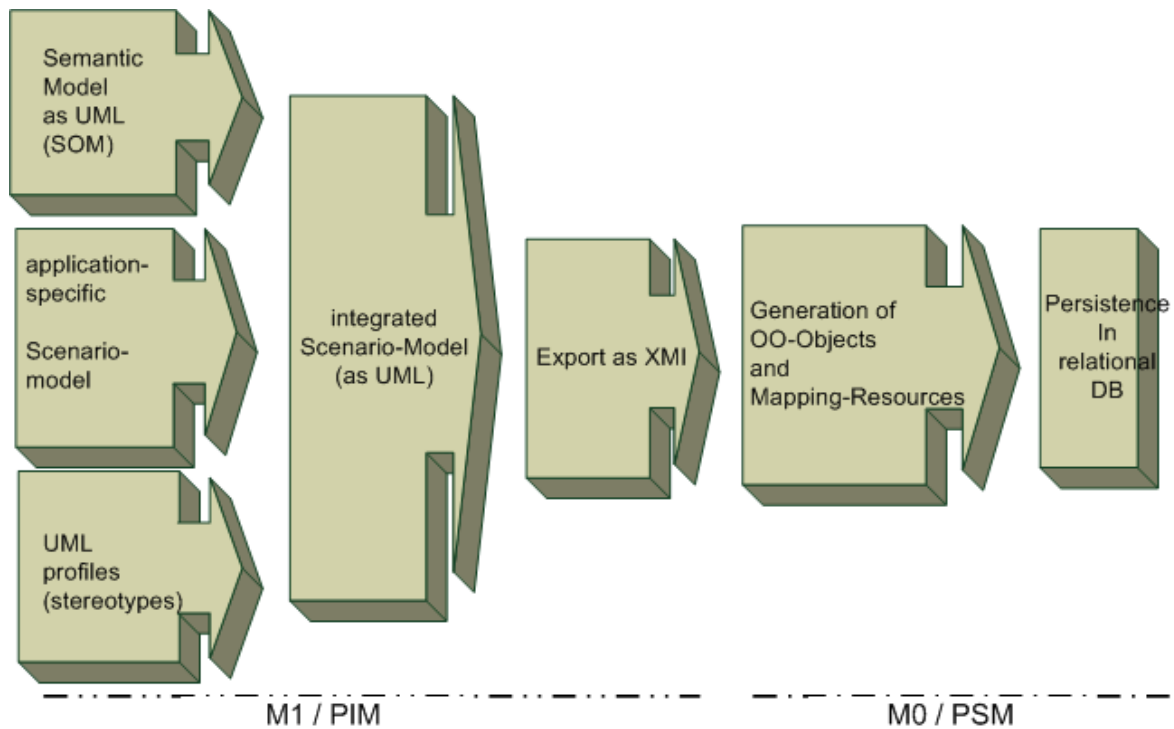 Semantic
Model
as UML
(SOM)
application-
specific
Scenario-
model
UML
profiles
(stereotypes)
integrated
Scenario-Model
(as UML)
Export as XMI
Generation of
OO-Objects
and
Mapping-Resources
Persistence
In
relational
DB
M1 / PIM
M0 / PSM